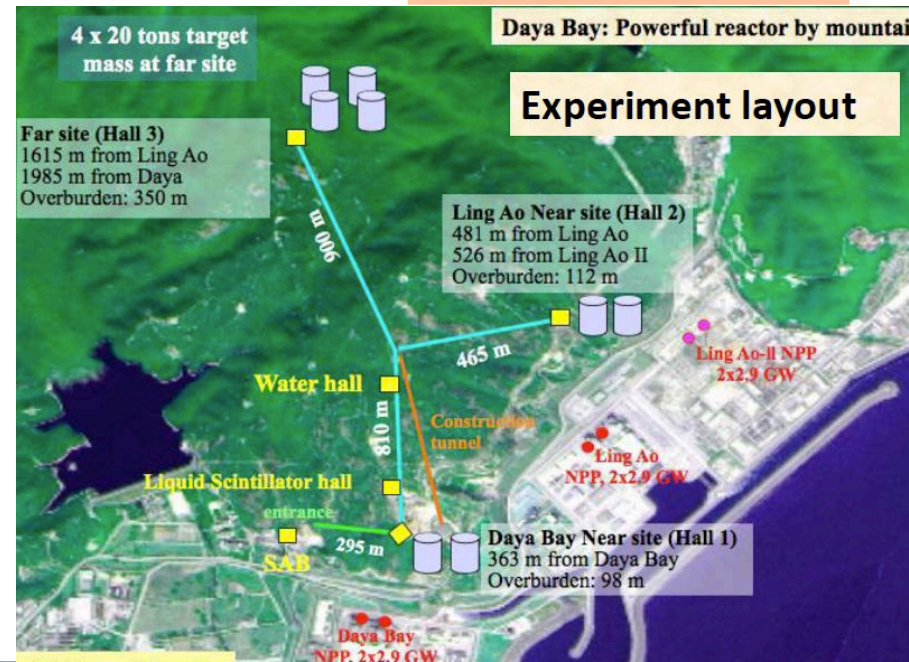 4 x 20 tons target
mass at far site
Daya Bay: Powerful reactor by mountai
Experiment layout
Far site (Hall 3)
1615 m from Ling Ao
1985 m from Daya
Overburden: 350 m
900 m
Ling Ao Near site (Hall 2)
481 m from Ling Ao
526 m from Ling Ao II
Overburden: 112 m
465 m
Ling Ao-ll NPP
2x2.9 GW
Water hall
810 m
Construction
tunnel
Ling Ao
NPP, 2x2.9 GW
Liquid Scintillator hall
entrance
295 m
SAB
Daya Bay Near site (Hall 1)
363 m from Daya Bay
Overburden: 98 m
Daya Bay
NPP, 2x2.9 GW